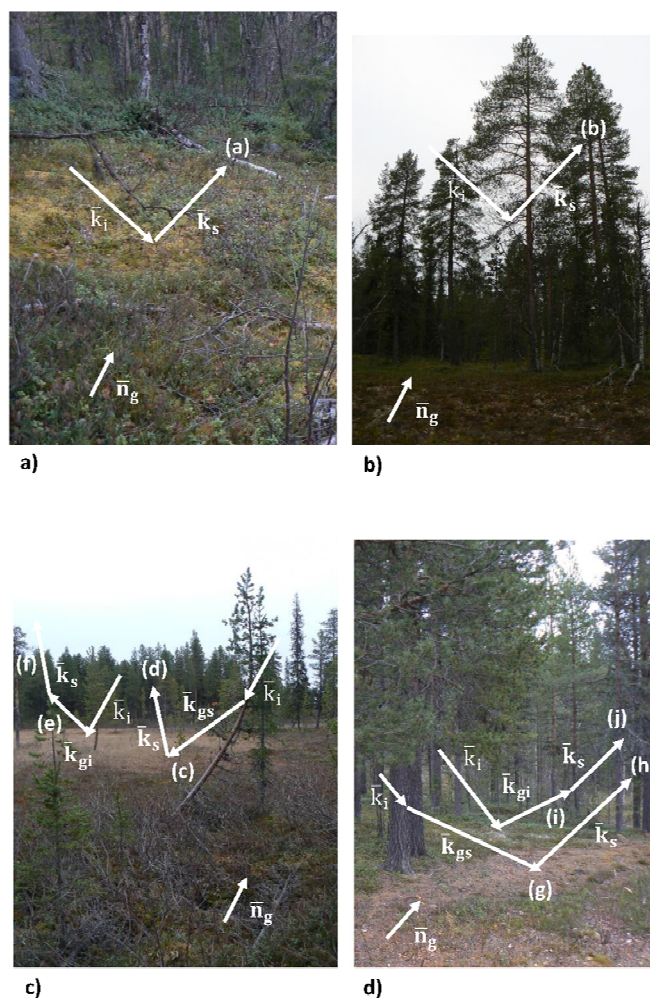 (a)
k̄ᵢ
k̄ₛ
n̄g
a)
(b)
k̄ᵢ
k̄ₛ
n̄g
b)
(f)
k̄ₛ
(e)
k̄gi
k̄ᵢ
(d)
k̄ₛ
k̄gs
k̄ᵢ
(c)
n̄g
c)
(j)
k̄ᵢ
k̄gi
k̄ₛ
(i)
(h
k̄ᵢ
k̄gs
k̄ₛ
(g)
n̄g
d)